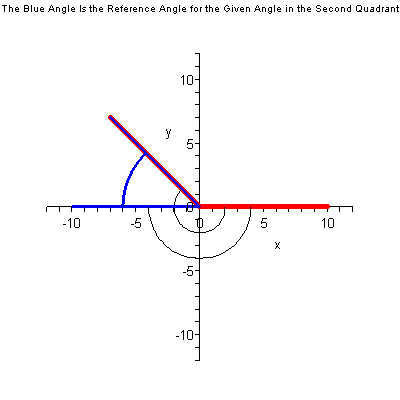 The Blue Angle Is the Reference Angle for the Given Angle in the Second Quadrant
10
y
5
-10 -5 0 0 5 10
x
-5
-10